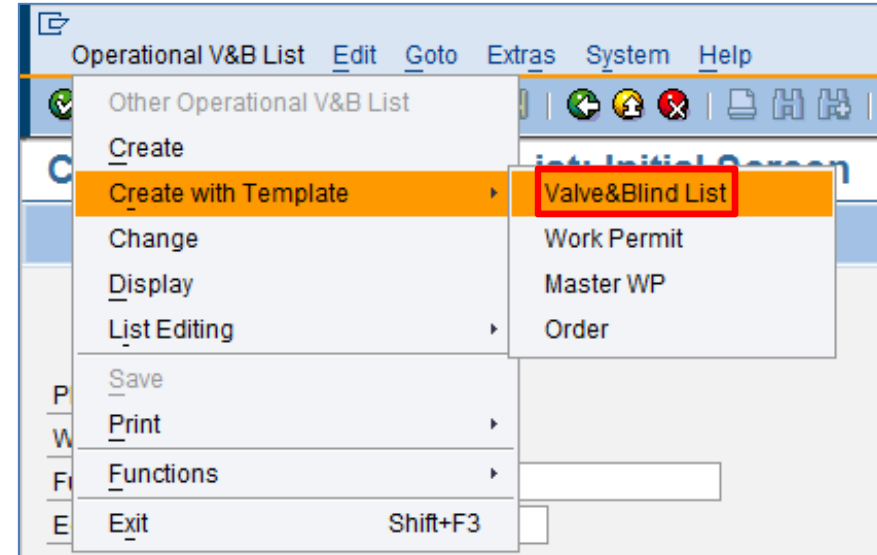 Operational V&B List Edit Goto Extras System Help
Other Operational V&B List
Create
Create with Template
Change
Display
List Editing
Save
Print
Functions
Exit Shift+F3
Valve&Blind List
Work Permit
Master WP
Order